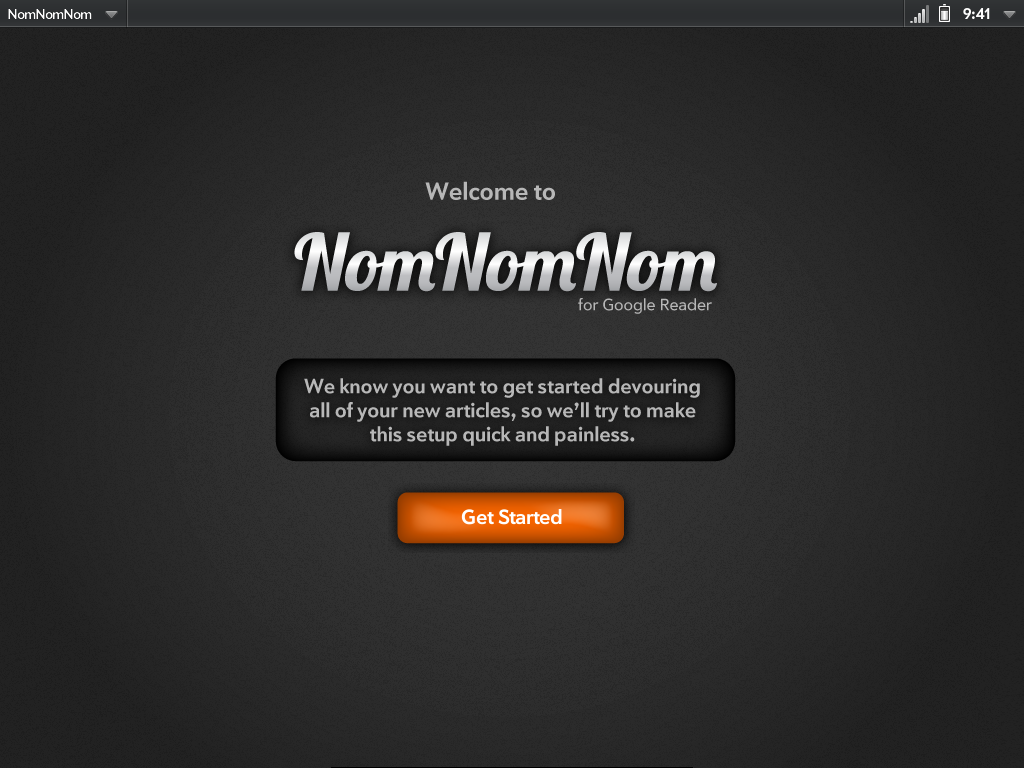 NomNomNom
9:41
Welcome to
NomNomNom
for Google Reader
We know you want to get started devouring
all of your new articles, so we’ll try to make
this setup quick and painless.
Get Started